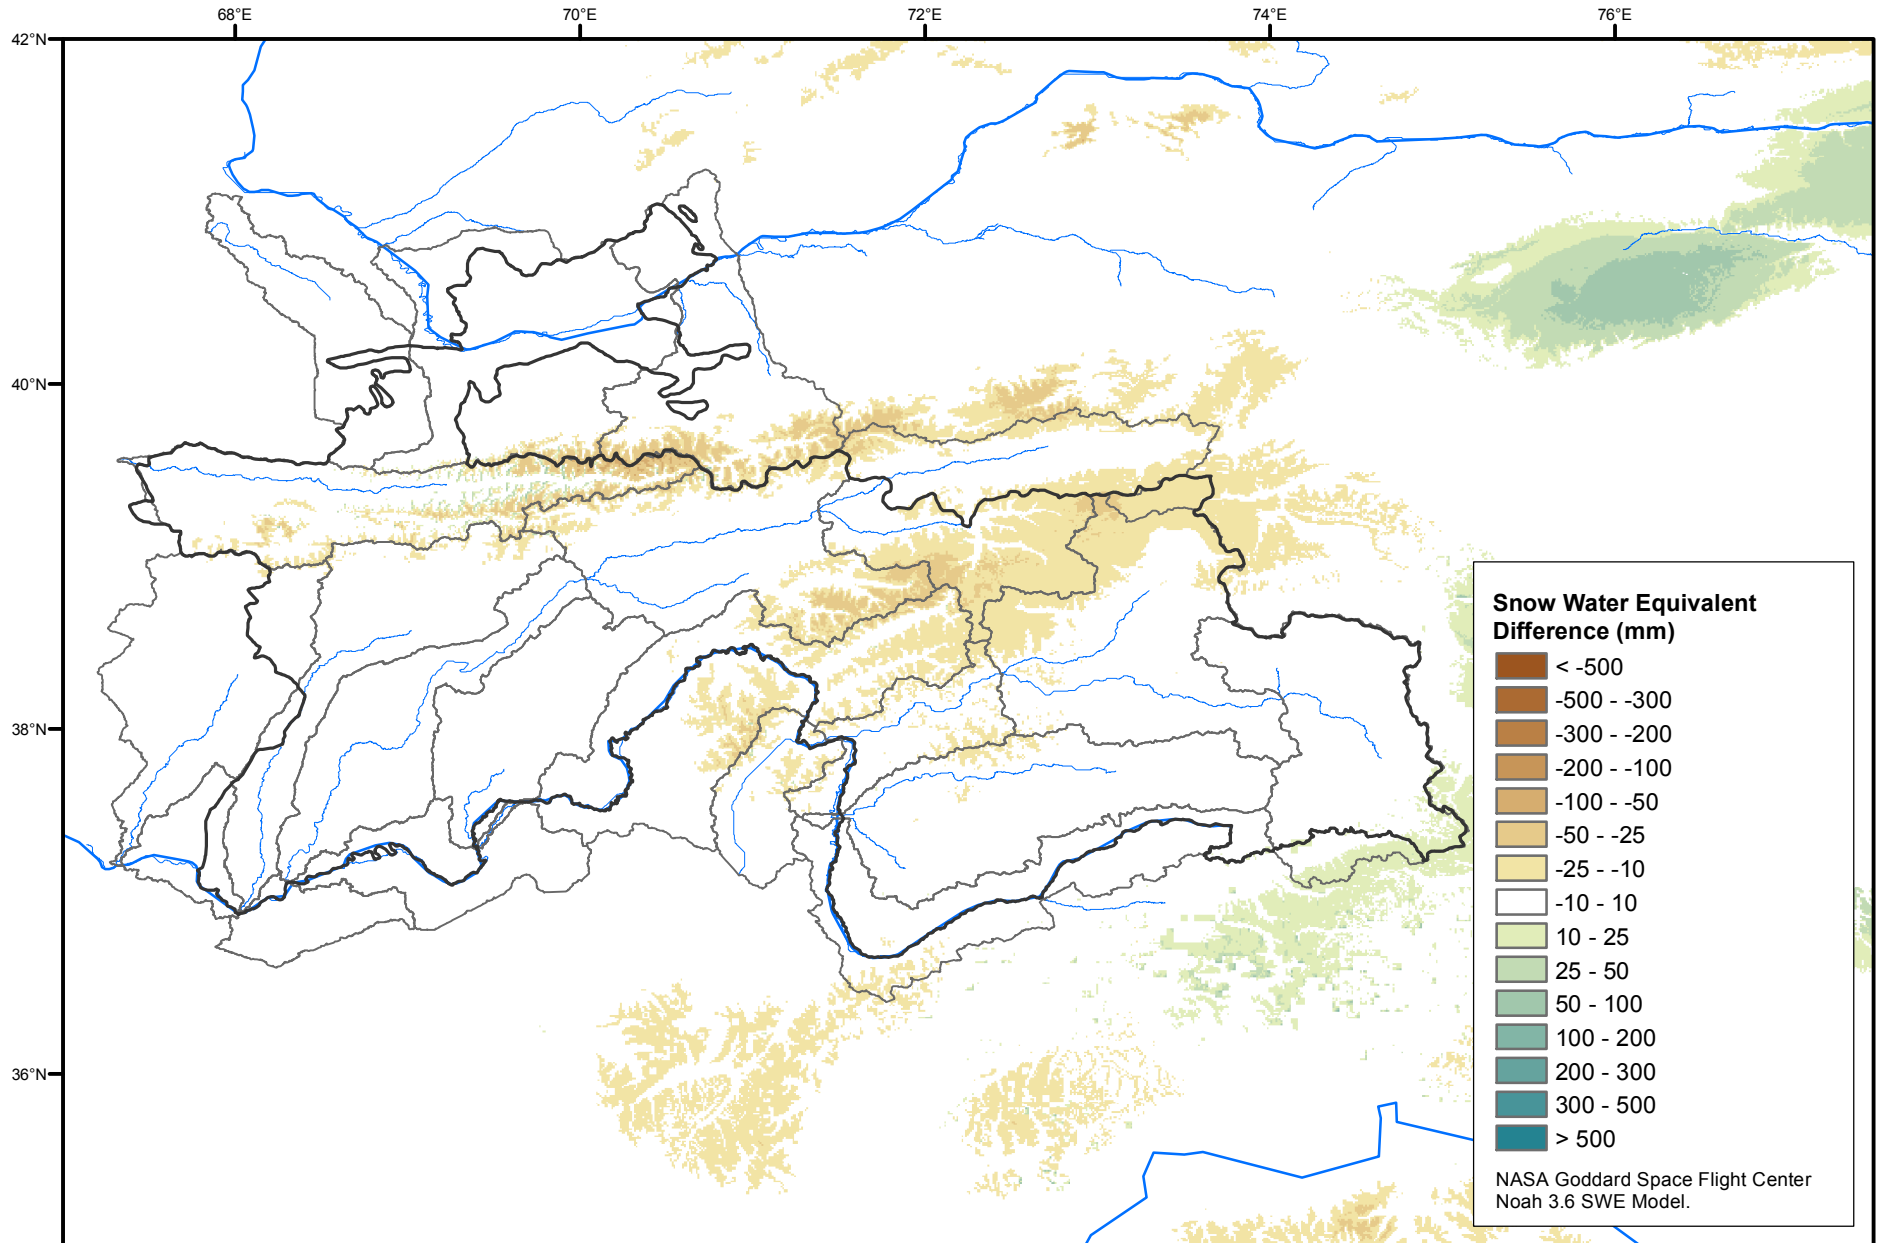 68°E 70°E 72°E 74°E 76°E
42°N
40°N
38°N
36°N
Snow Water Equivalent
Difference (mm)
< -500
-500 - -300
-300 - -200
-200 - -100
-100 - -50
-50 - -25
-25 - -10
-10 - 10
10 - 25
25 - 50
50 - 100
100 - 200
200 - 300
300 - 500
> 500
NASA Goddard Space Flight Center
Noah 3.6 SWE Model.